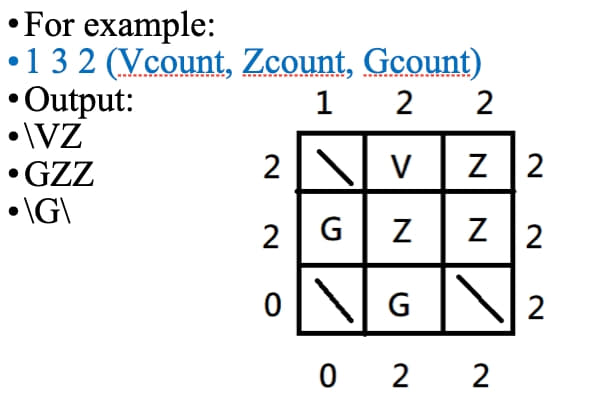 •For example:
•1 3 2 (Vcount, Zcount, Gcount)
•Output:
•\VZ
•GZZ
•\G\
1 2 2
2 \ V Z 2
2 G Z Z 2
0 \ G \ 2
0 2 2